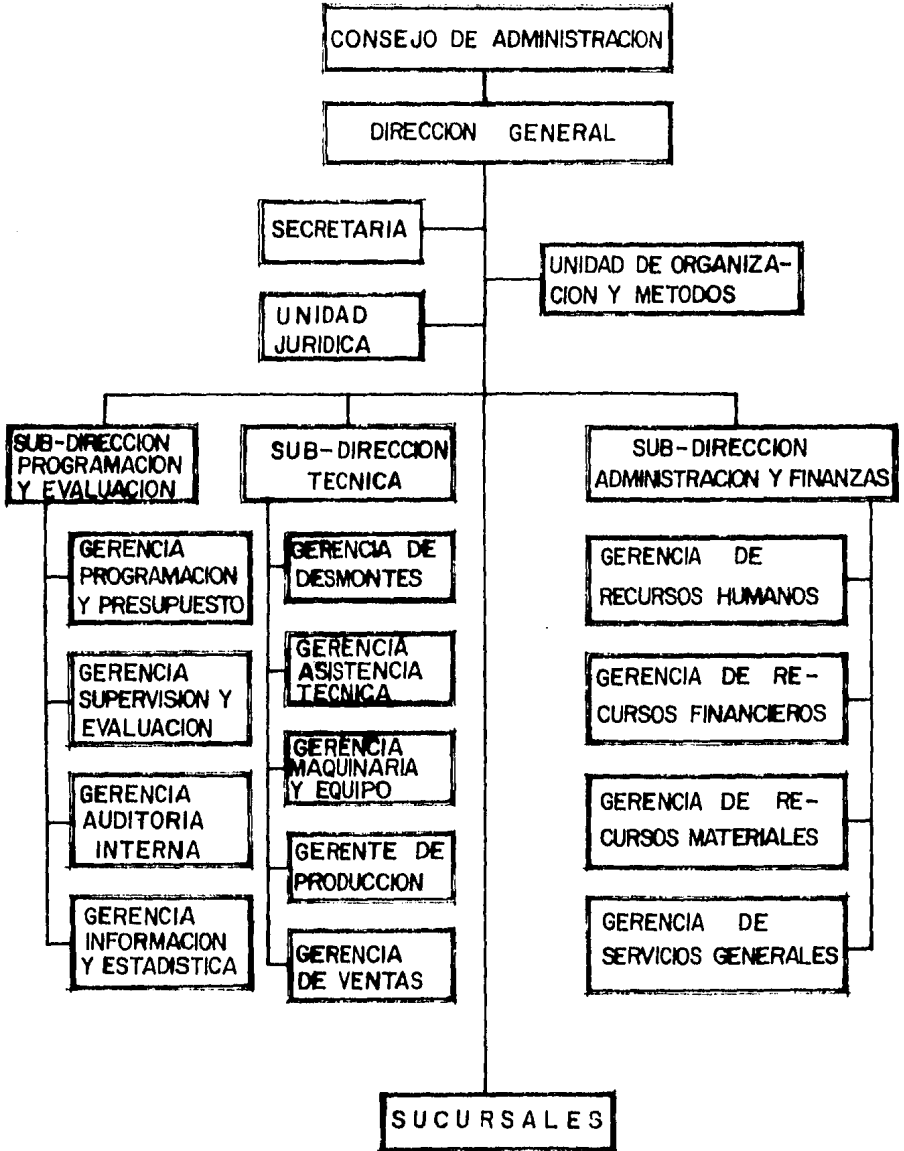 CONSEJO DE ADMINISTRACION
DIRECCION GENERAL
SECRETARIA
UNIDAD DE ORGANIZA-
CION Y METODOS
UNIDAD
JURIDICA
SUB-DIRECCION
PROGRAMACION
Y EVALUACION
SUB-DIRECCION
TECNICA
SUB-DIRECCION
ADMINISTRACION Y FINANZAS
GERENCIA
PROGRAMACION
Y PRESUPUESTO
GERENCIA
SUPERVISION Y
EVALUACION
GERENCIA
AUDITORIA
INTERNA
GERENCIA
INFORMACION
Y ESTADISTICA
GERENCIA DE
DESMONTES
GERENCIA
ASISTENCIA
TECNICA
GERENCIA
MAQUINARIA
Y EQUIPO
GERENTE DE
PRODUCCION
GERENCIA
DE VENTAS
GERENCIA DE
RECURSOS HUMANOS
GERENCIA DE RE-
CURSOS FINANCIEROS
GERENCIA DE RE-
CURSOS MATERIALES
GERENCIA DE
SERVICIOS GENERALES
SUCURSALES